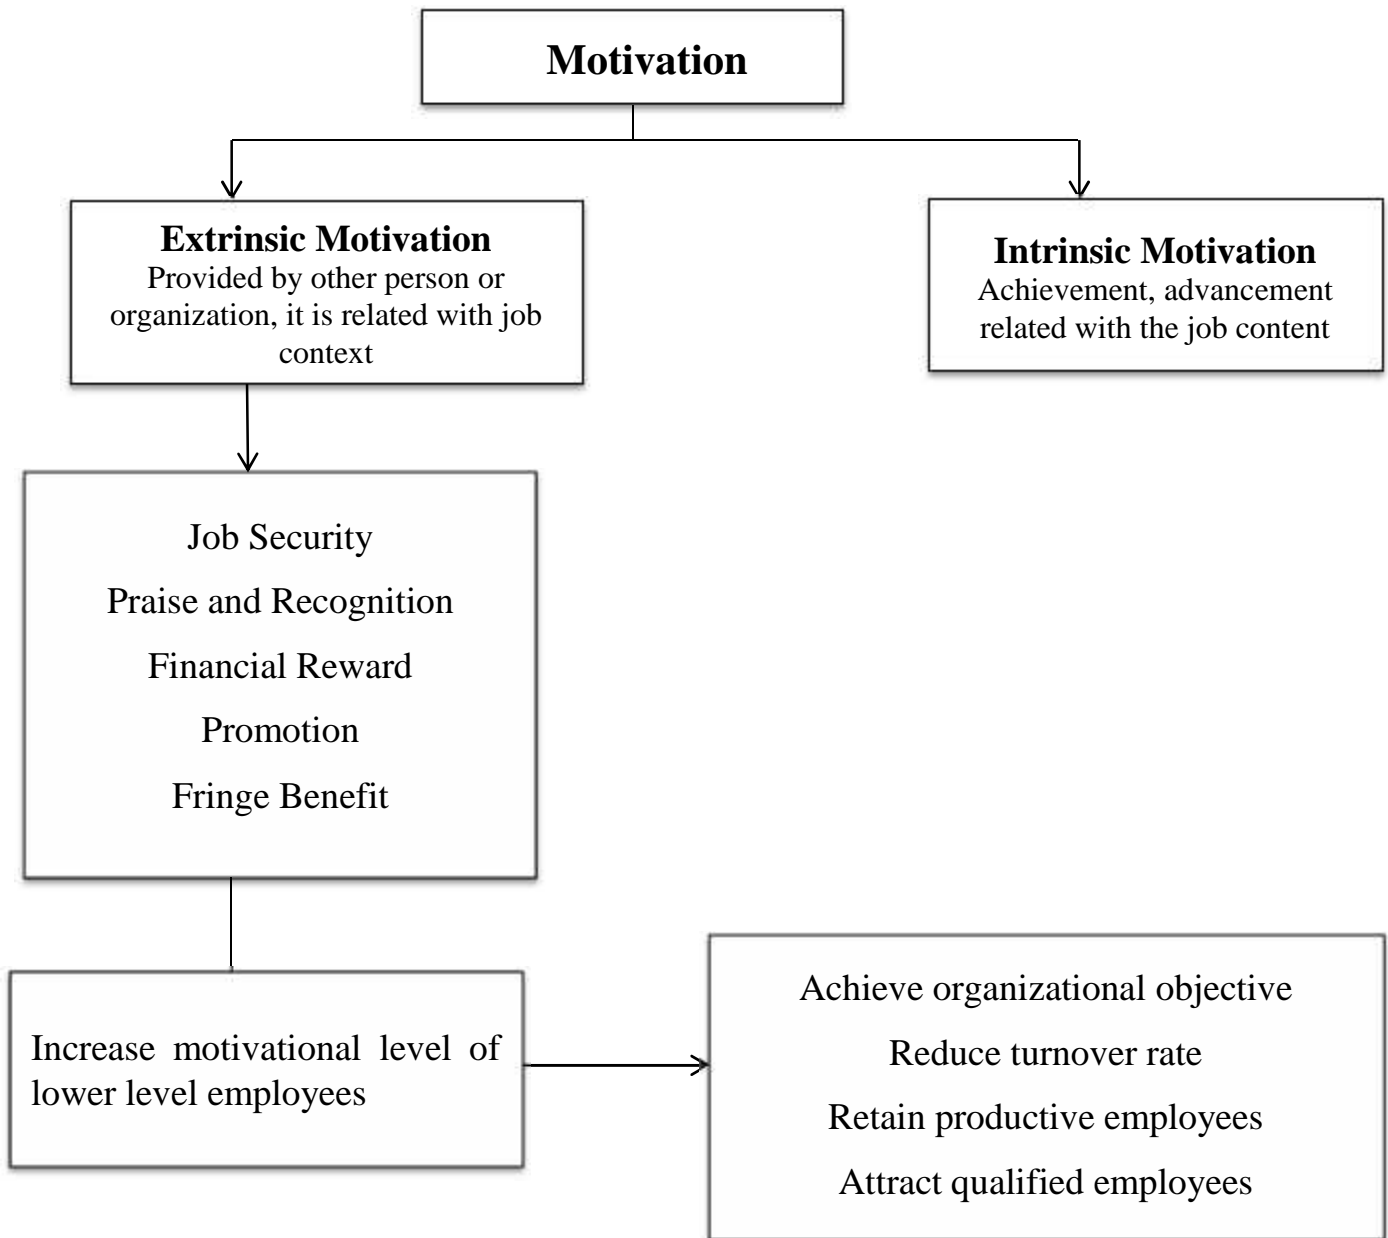 Motivation
Extrinsic Motivation
Provided by other person or
organization, it is related with job
context
Intrinsic Motivation
Achievement, advancement
related with the job content
Job Security
Praise and Recognition
Financial Reward
Promotion
Fringe Benefit
Increase motivational level of
lower level employees
Achieve organizational objective
Reduce turnover rate
Retain productive employees
Attract qualified employees